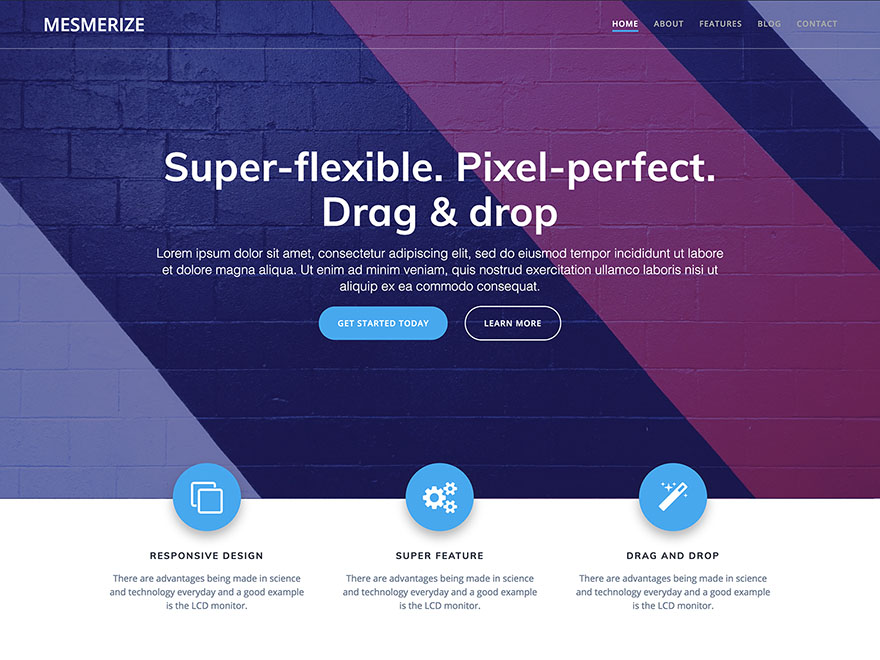 MESMERIZE
HOME ABOUT FEATURES BLOG CONTACT
Super-flexible. Pixel-perfect.
Drag & drop
Lorem ipsum dolor sit amet, consectetur adipiscing elit, sed do eiusmod tempor incididunt ut labore
et dolore magna aliqua. Ut enim ad minim veniam, quis nostrud exercitation ullamco laboris nisi ut
aliquip ex ea commodo consequat.
GET STARTED TODAY
LEARN MORE
RESPONSIVE DESIGN
There are advantages being made in science
and technology everyday and a good example
is the LCD monitor.
SUPER FEATURE
There are advantages being made in science
and technology everyday and a good example
is the LCD monitor.
DRAG AND DROP
There are advantages being made in science
and technology everyday and a good example
is the LCD monitor.